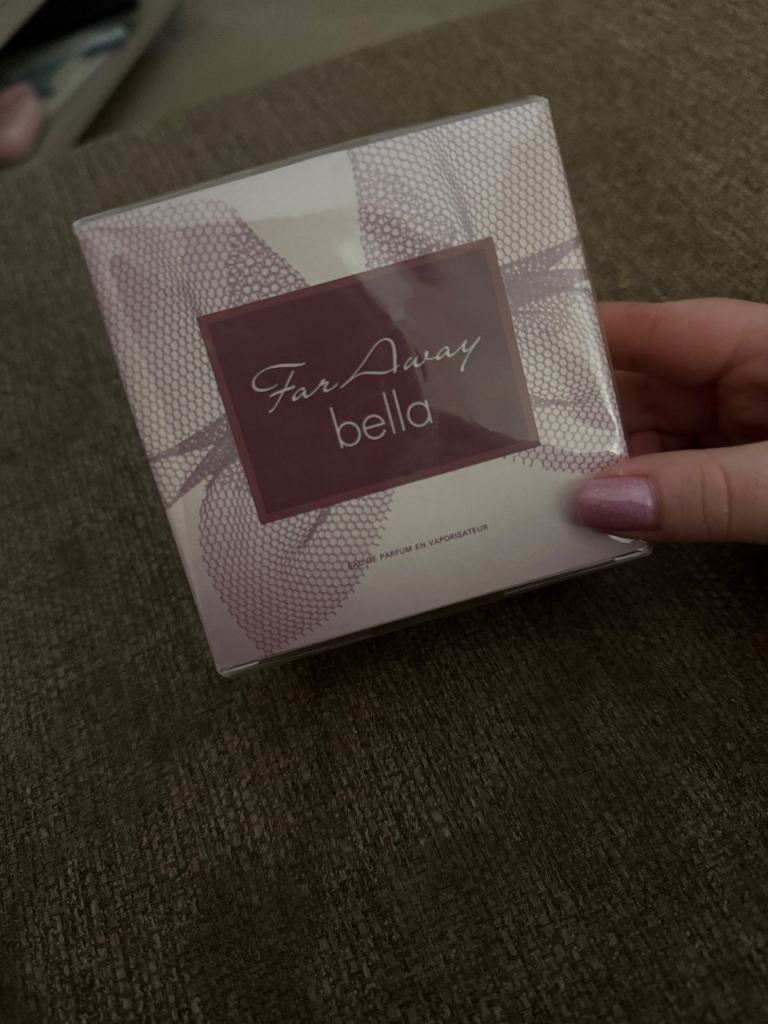 Far Away
bella
EAU DE PARFUM EN VAPORISATEUR